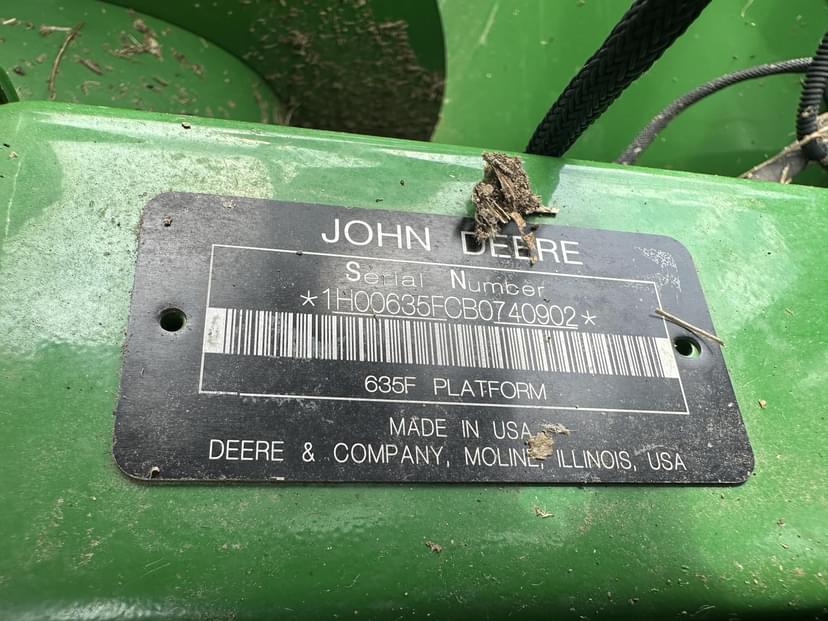 JOHN DEERE
Serial Number
*1H00635FCB0740902*
635F PLATFORM
MADE IN USA
DEERE & COMPANY, MOLINE, ILLINOIS, USA